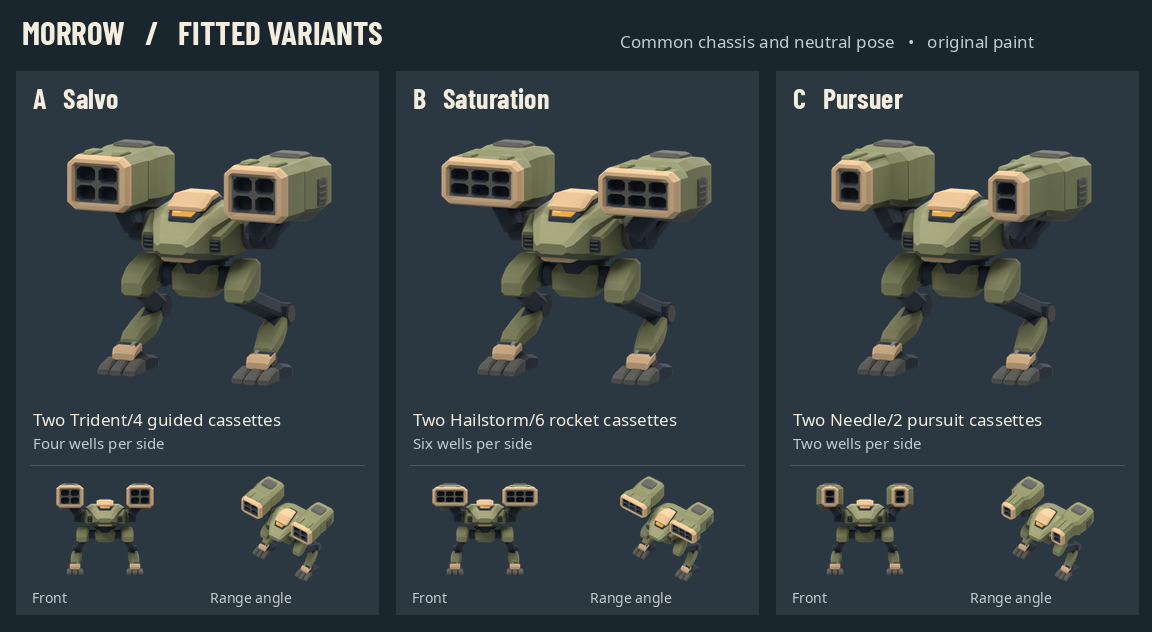 MORROW / FITTED VARIANTS
Common chassis and neutral pose • original paint
A Salvo
Two Trident/4 guided cassettes
Four wells per side
Front
Range angle
B Saturation
Two Hailstorm/6 rocket cassettes
Six wells per side
Front
Range angle
C Pursuer
Two Needle/2 pursuit cassettes
Two wells per side
Front
Range angle